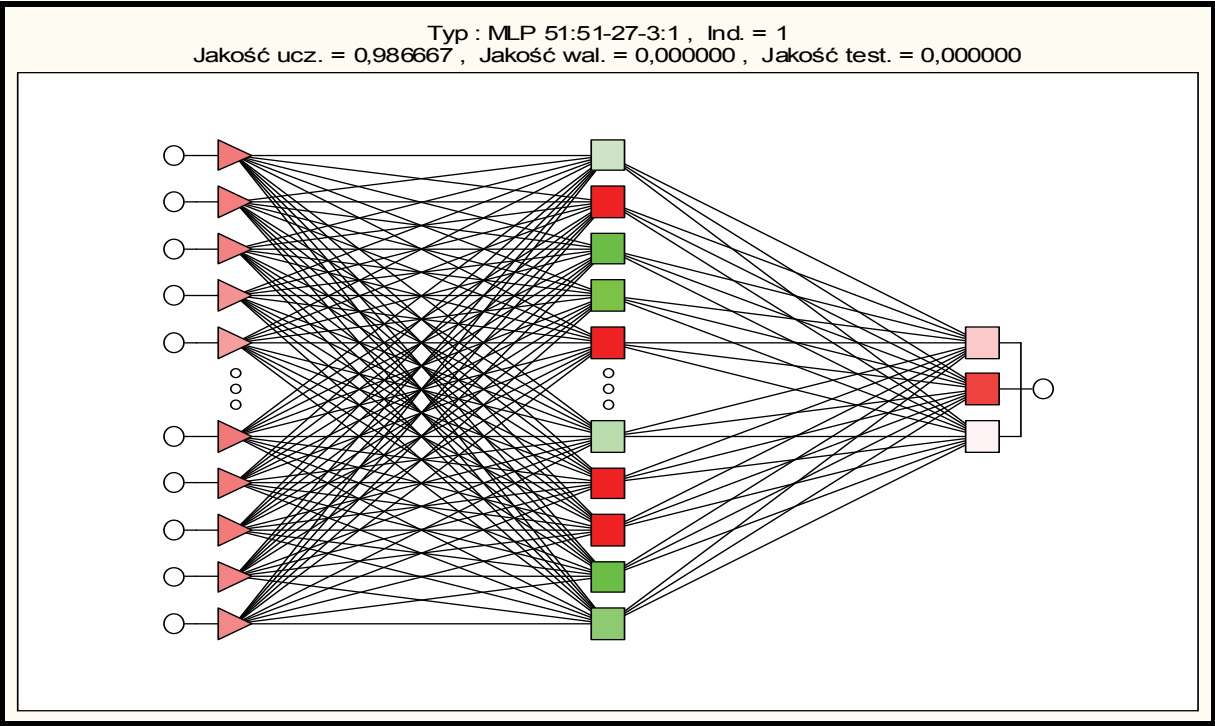 Typ : MLP 51:51-27-3:1 , Ind. = 1
Jakość ucz. = 0,986667 , Jakość wal. = 0,000000 , Jakość test. = 0,000000